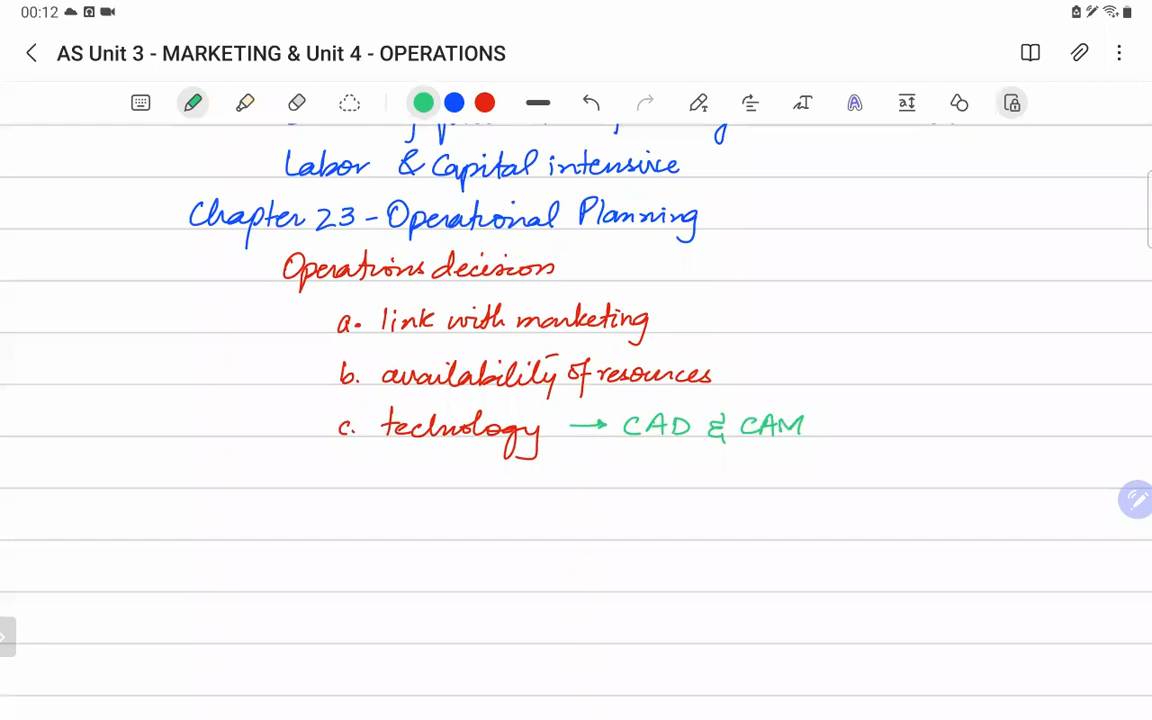 00:12
AS Unit 3 - MARKETING & Unit 4 - OPERATIONS
Labor & Capital intensive
Chapter 23 - Operational Planning
Operations decision
a. link with marketing
b. availability of resources
c. technology → CAD & CAM